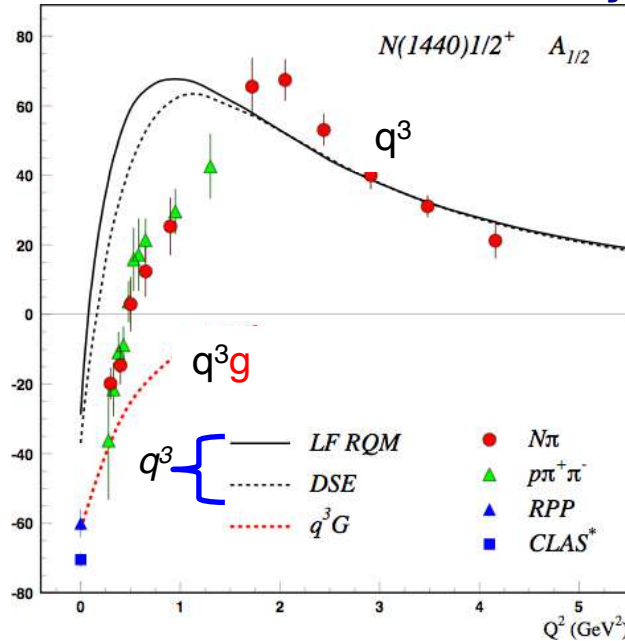 N(1440)1/2⁺ A₁/₂
80
60
40
20
0
-20
-40
-60
-80
q³
q³g
q³
LF RQM
DSE
q³G
Nπ
pπ⁺π⁻
RPP
CLAS*
0 1 2 3 4 5
Q² (GeV²)